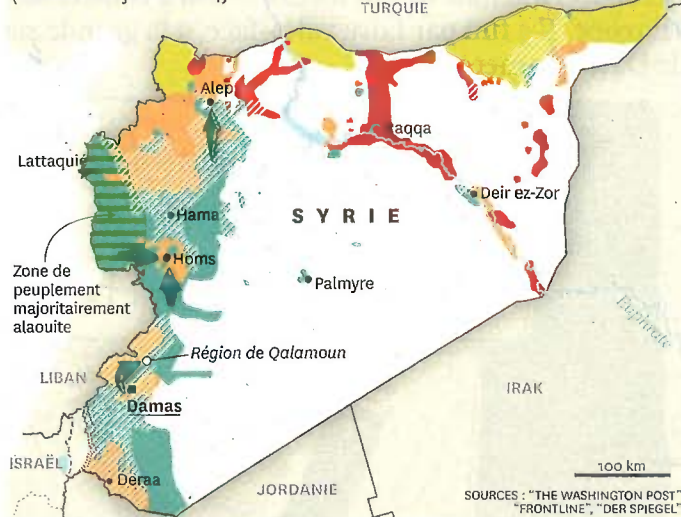 TURQUIE
Alep
Lattaquié
Raqqa
Deir ez-Zor
Hama
SYRIE
Homs
Palmyre
Zone de
peuplement
majoritairement
alaouite
Euphrate
Région de Qalamoun
LIBAN
IRAK
Damas
ISRAËL
100 km
Deraa
JORDANIE
SOURCES : "THE WASHINGTON POST"
"FRONTLINE", "DER SPIEGEL"